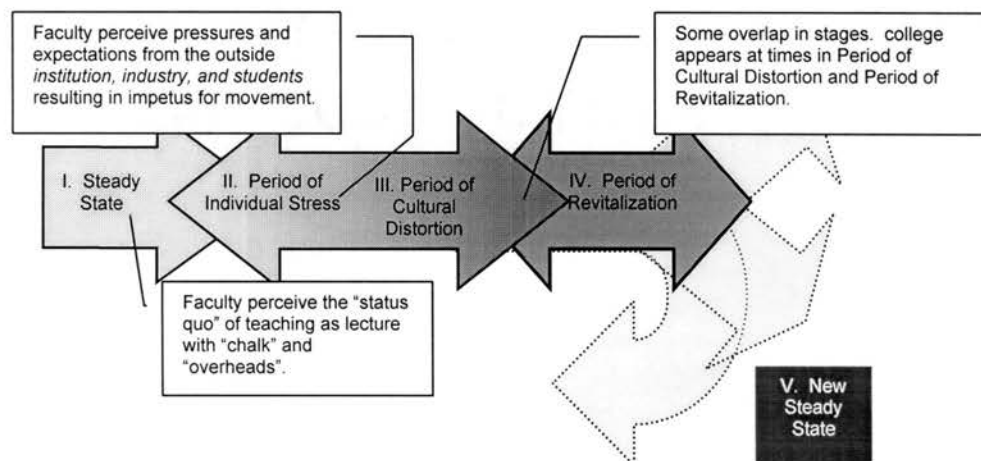 Faculty perceive pressures and
expectations from the outside
institution, industry, and students
resulting in impetus for movement.
Some overlap in stages.  college
appears at times in Period of
Cultural Distortion and Period of
Revitalization.
I.  Steady
State
II.  Period of
Individual Stress
III. Period of
Cultural
Distortion
IV.  Period of
Revitalization
Faculty perceive the “status
quo” of teaching as lecture
with “chalk” and
“overheads”.
V.  New
Steady
State